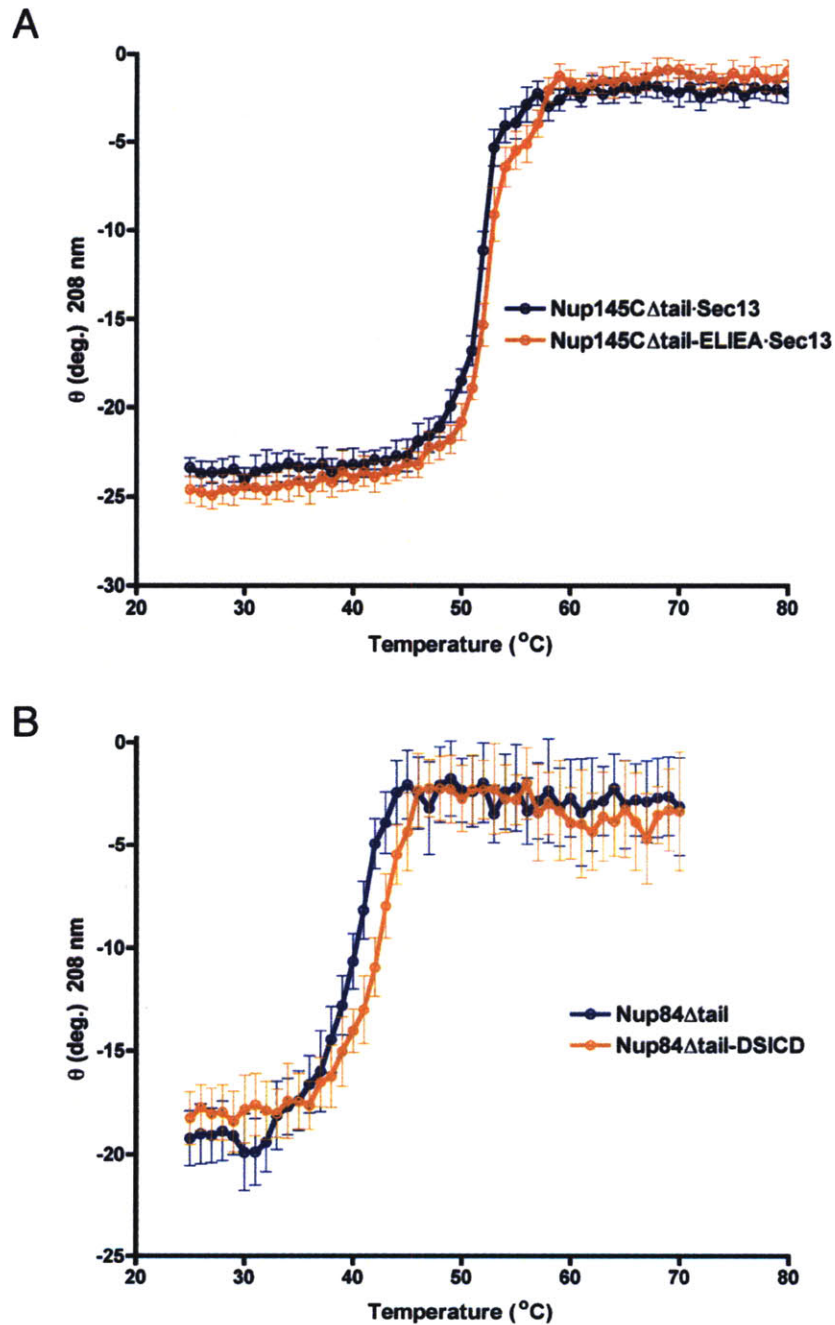 A
0
-5
-10
-15
-20
-25
-30
θ (deg.) 208 nm
Nup145CΔtail·Sec13
Nup145CΔtail-ELIEA·Sec13
20 30 40 50 60 70 80
Temperature (°C)
B
0
-5
-10
-15
-20
-25
θ (deg.) 208 nm
Nup84Δtail
Nup84Δtail-DSICD
20 30 40 50 60 70 80
Temperature (°C)